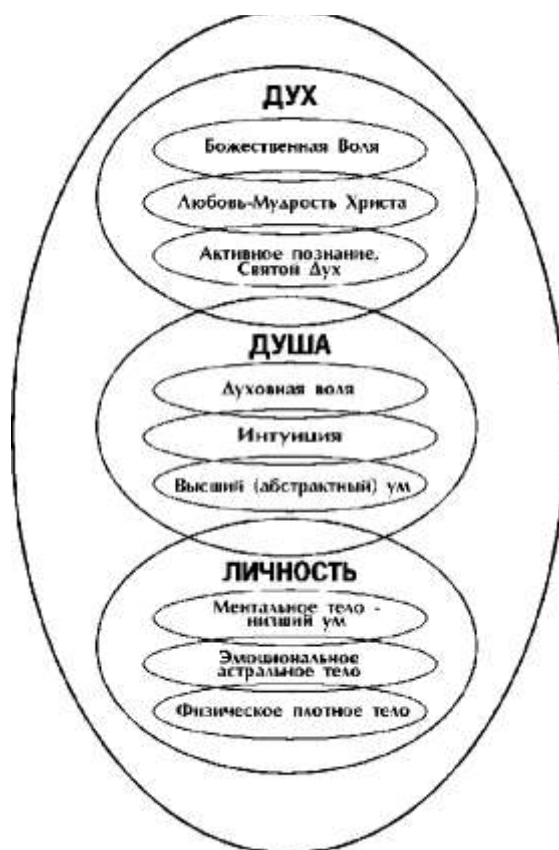 ДУХ
Божественная Воля
Любовь-Мудрость Христа
Активное познание.
Святой Дух
ДУША
Духовная воля
Интуиция
Высший (абстрактный) ум
ЛИЧНОСТЬ
Ментальное тело -
низший ум
Эмоциональное
астральное тело
Физическое плотное тело